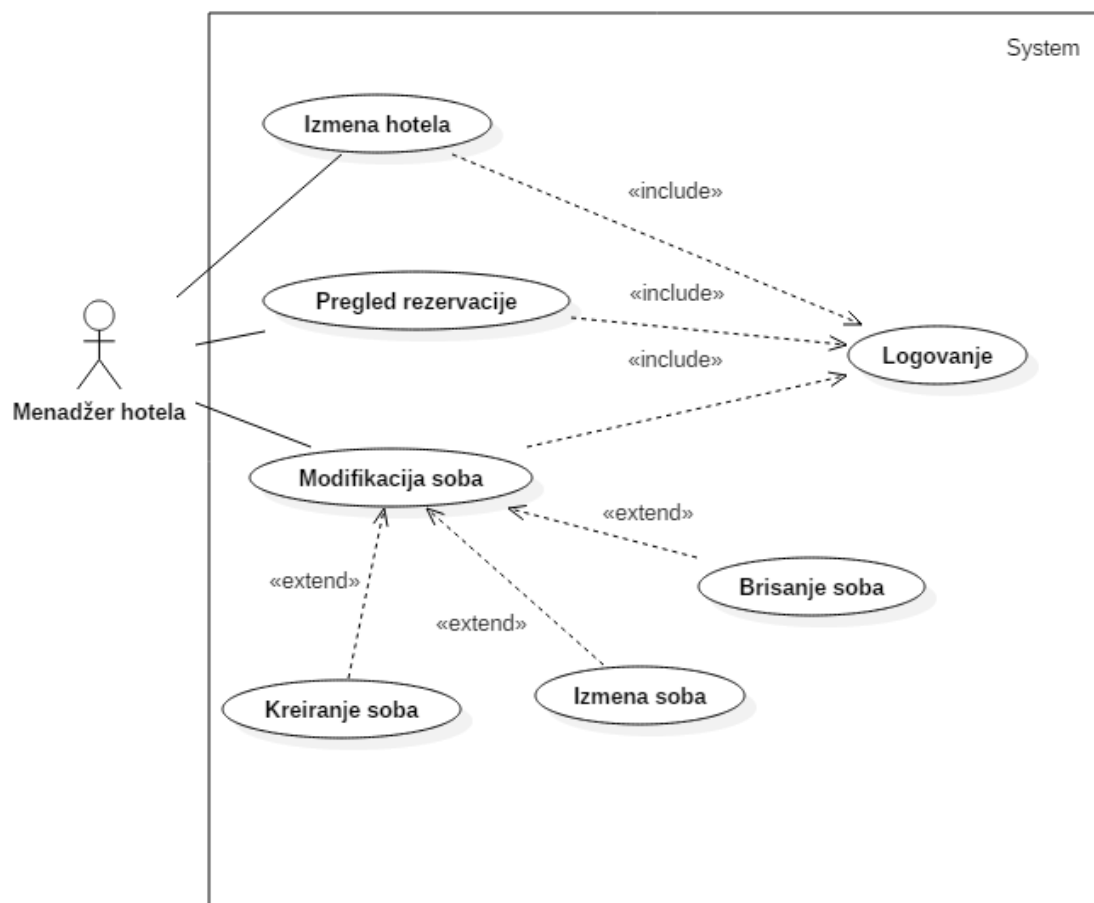 System
Izmena hotela
«include»
Pregled rezervacije
«include»
Logovanje
«include»
Menadžer hotela
Modifikacija soba
«extend»
Brisanje soba
«extend»
«extend»
Izmena soba
Kreiranje soba